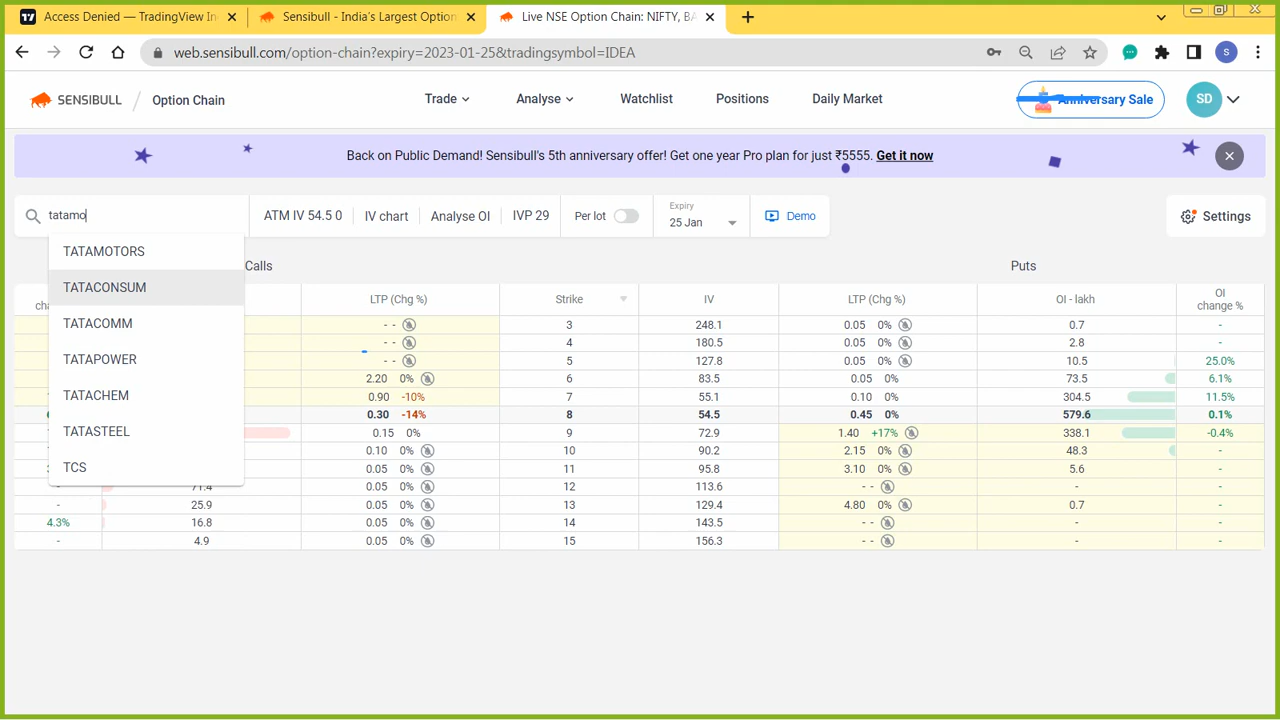 Access Denied — TradingView In
Sensibull - India's Largest Option
Live NSE Option Chain: NIFTY, BA
web.sensibull.com/option-chain?expiry=2023-01-25&tradingsymbol=IDEA
S
SENSIBULL / Option Chain
Trade
Analyse
Watchlist
Positions
Daily Market
Anniversary Sale
SD
Back on Public Demand! Sensibull's 5th anniversary offer! Get one year Pro plan for just ₹5555. Get it now
tatamo
ATM IV 54.5 0
IV chart
Analyse OI
IVP 29
Per lot
Expiry
25 Jan
Demo
Settings
TATAMOTORS
TATACONSUM
TATACOMM
TATAPOWER
TATACHEM
TATASTEEL
TCS
Calls Puts
LTP (Chg %) Strike IV LTP (Chg %) OI - lakh OI change %
- - 3 248.1 0.05 0% 0.7 -
- - 4 180.5 0.05 0% 2.8 -
- - 5 127.8 0.05 0% 10.5 25.0%
2.20 0% 6 83.5 0.05 0% 73.5 6.1%
0.90 -10% 7 55.1 0.10 0% 304.5 11.5%
0.30 -14% 8 54.5 0.45 0% 579.6 0.1%
0.15 0% 9 72.9 1.40 +17% 338.1 -0.4%
0.10 0% 10 90.2 2.15 0% 48.3 -
0.05 0% 11 95.8 3.10 0% 5.6 -
- 71.4 0.05 0% 12 113.6 - - - -
- 25.9 0.05 0% 13 129.4 4.80 0% 0.7 -
4.3% 16.8 0.05 0% 14 143.5 - - - -
- 4.9 0.05 0% 15 156.3 - - - -